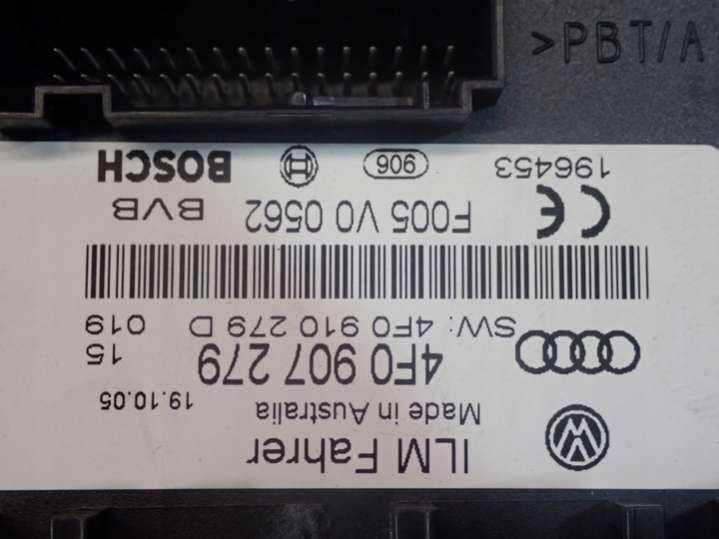 ILM Fahrer
Made in Australia 19.10.05
4F0 907 279 15
SW: 4F0 910 279 D 019
CE F005 V0 0562 BVB
196453 906 BOSCH
>PBT/A